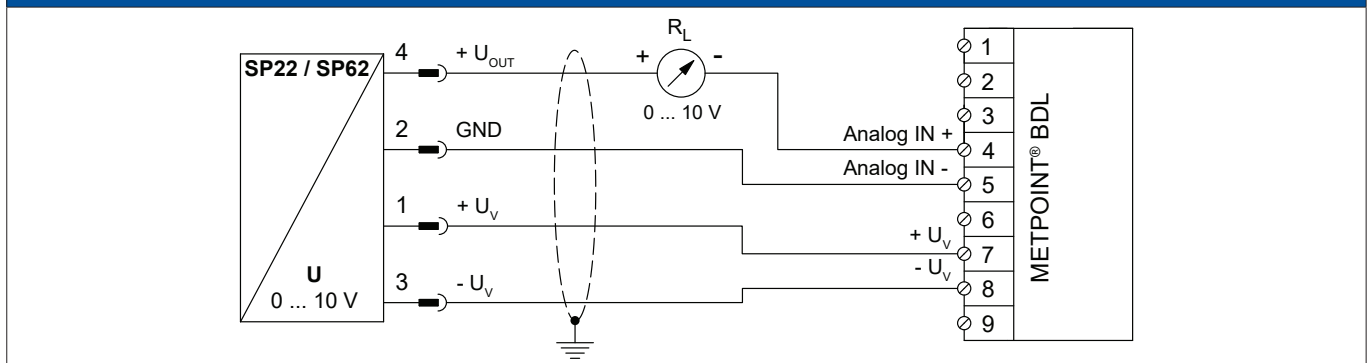 SP22 / SP62
U
0 ... 10 V
4
+ U_OUT
2
GND
1
+ U_V
3
- U_V
R_L
+
-
0 ... 10 V
Analog IN +
Analog IN -
+ U_V
- U_V
1
2
3
4
5
6
7
8
9
METPOINT® BDL